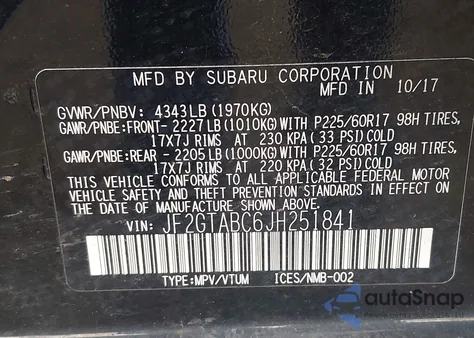 MFD BY SUBARU CORPORATION
MFD IN 10/17
GVWR/PNBV: 4343LB (1970KG)
GAWR/PNBE:FRONT- 2227LB(1010KG)WITH P225/60R17 98H TIRES,
17X7J RIMS AT 230 KPA( 33 PSI)COLD
GAWR/PNBE:REAR - 2205LB(1000KG)WITH P225/60R17 98H TIRES,
17X7J RIMS AT 220 KPA( 32 PSI)COLD
THIS VEHICLE CONFORMS TO ALL APPLICABLE FEDERAL MOTOR
VEHICLE SAFETY AND THEFT PREVENTION STANDARDS IN EFFECT ON
THE DATE OF MANUFACTURE SHOWN ABOVE.
VIN: JF2GTABC6JH251841
TYPE:MPV/VTUM ICES/NMB-002
autoSnap